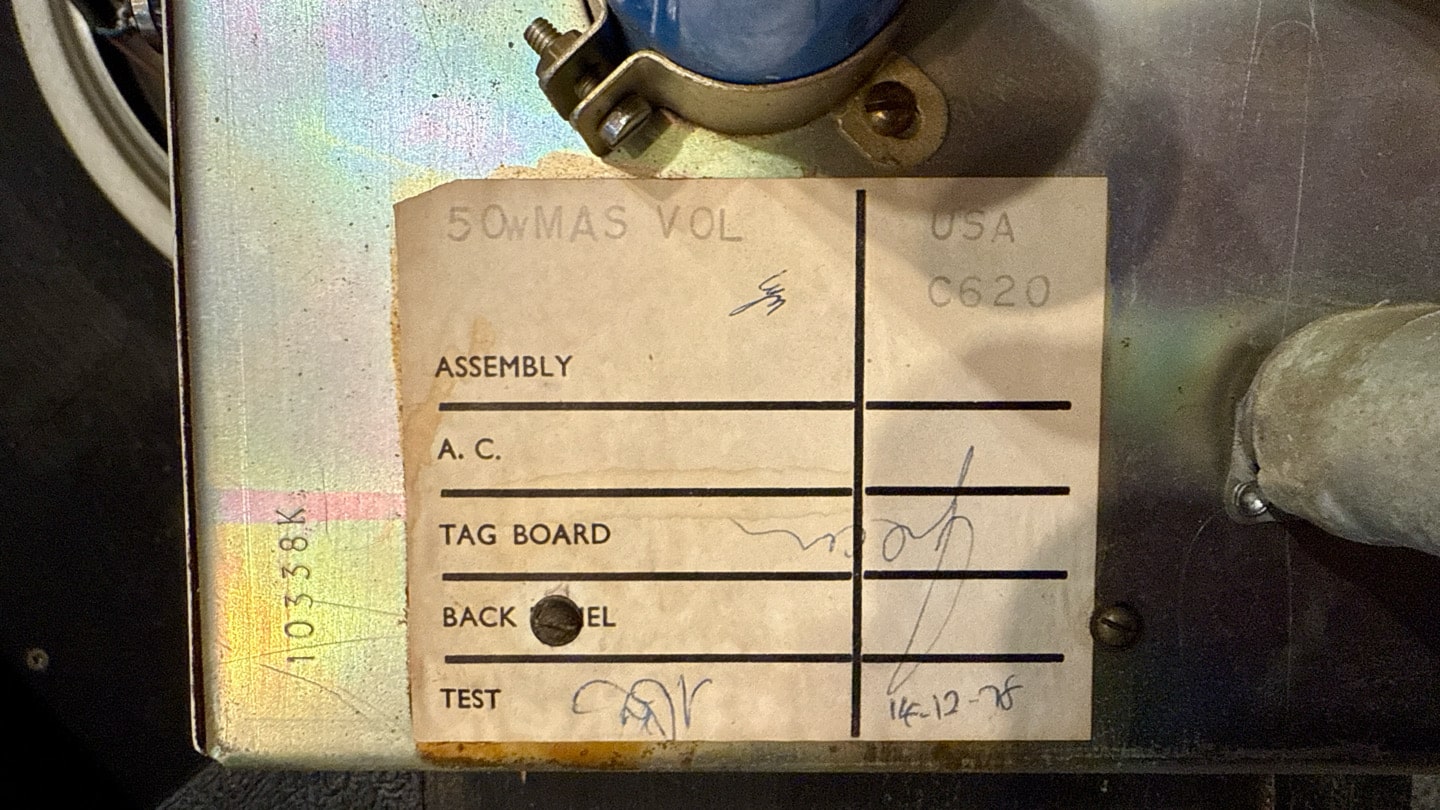 50WMAS VOL
USA
C620
ASSEMBLY
A. C.
TAG BOARD
BACK EL
TEST
14-12-78
10338K